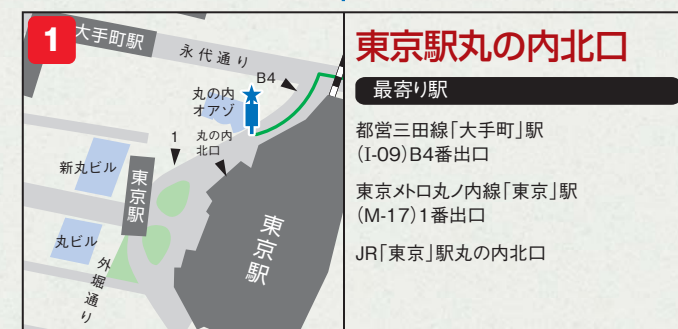 1
大手町駅
永代通り
B4
丸の内
オアゾ
1
丸の内
北口
新丸ビル
東京駅
東京駅
丸ビル
外堀通り
東京駅丸の内北口
最寄り駅
都営三田線「大手町」駅
(I-09)B4番出口
東京メトロ丸ノ内線「東京」駅
(M-17)1番出口
JR「東京」駅丸の内北口